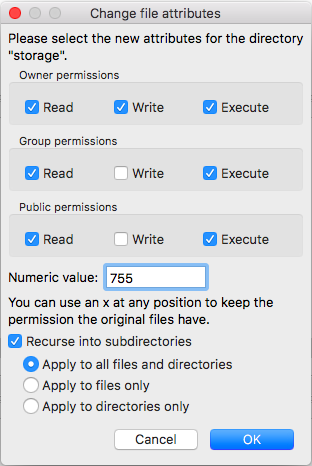 Change file attributes
Please select the new attributes for the directory
"storage".
Owner permissions
Read Write Execute
Group permissions
Read Write Execute
Public permissions
Read Write Execute
Numeric value: 755
You can use an x at any position to keep the
permission the original files have.
Recurse into subdirectories
Apply to all files and directories
Apply to files only
Apply to directories only
Cancel OK